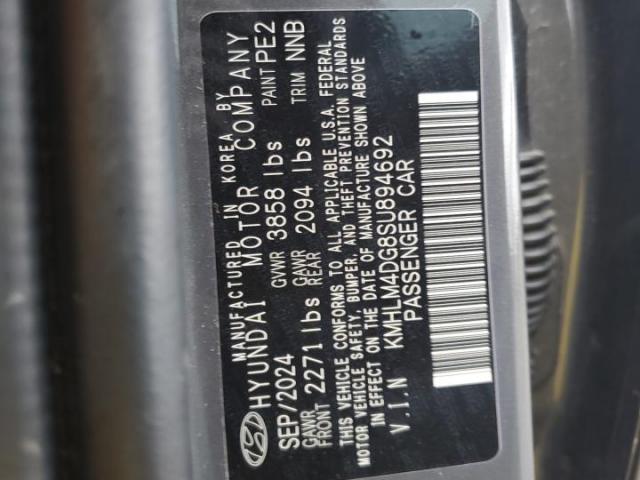 MANUFACTURED IN KOREA BY
HYUNDAI MOTOR COMPANY
SEP/2024 GVWR 3858 lbs PAINT PE2
GAWR FRONT 2271 lbs GAWR REAR 2094 lbs TRIM NNB
THIS VEHICLE CONFORMS TO ALL APPLICABLE U.S.A. FEDERAL
MOTOR VEHICLE SAFETY, BUMPER, AND THEFT PREVENTION STANDARDS
IN EFFECT ON THE DATE OF MANUFACTURE SHOWN ABOVE
V.I.N KMHLM4DG8SU894692
PASSENGER CAR